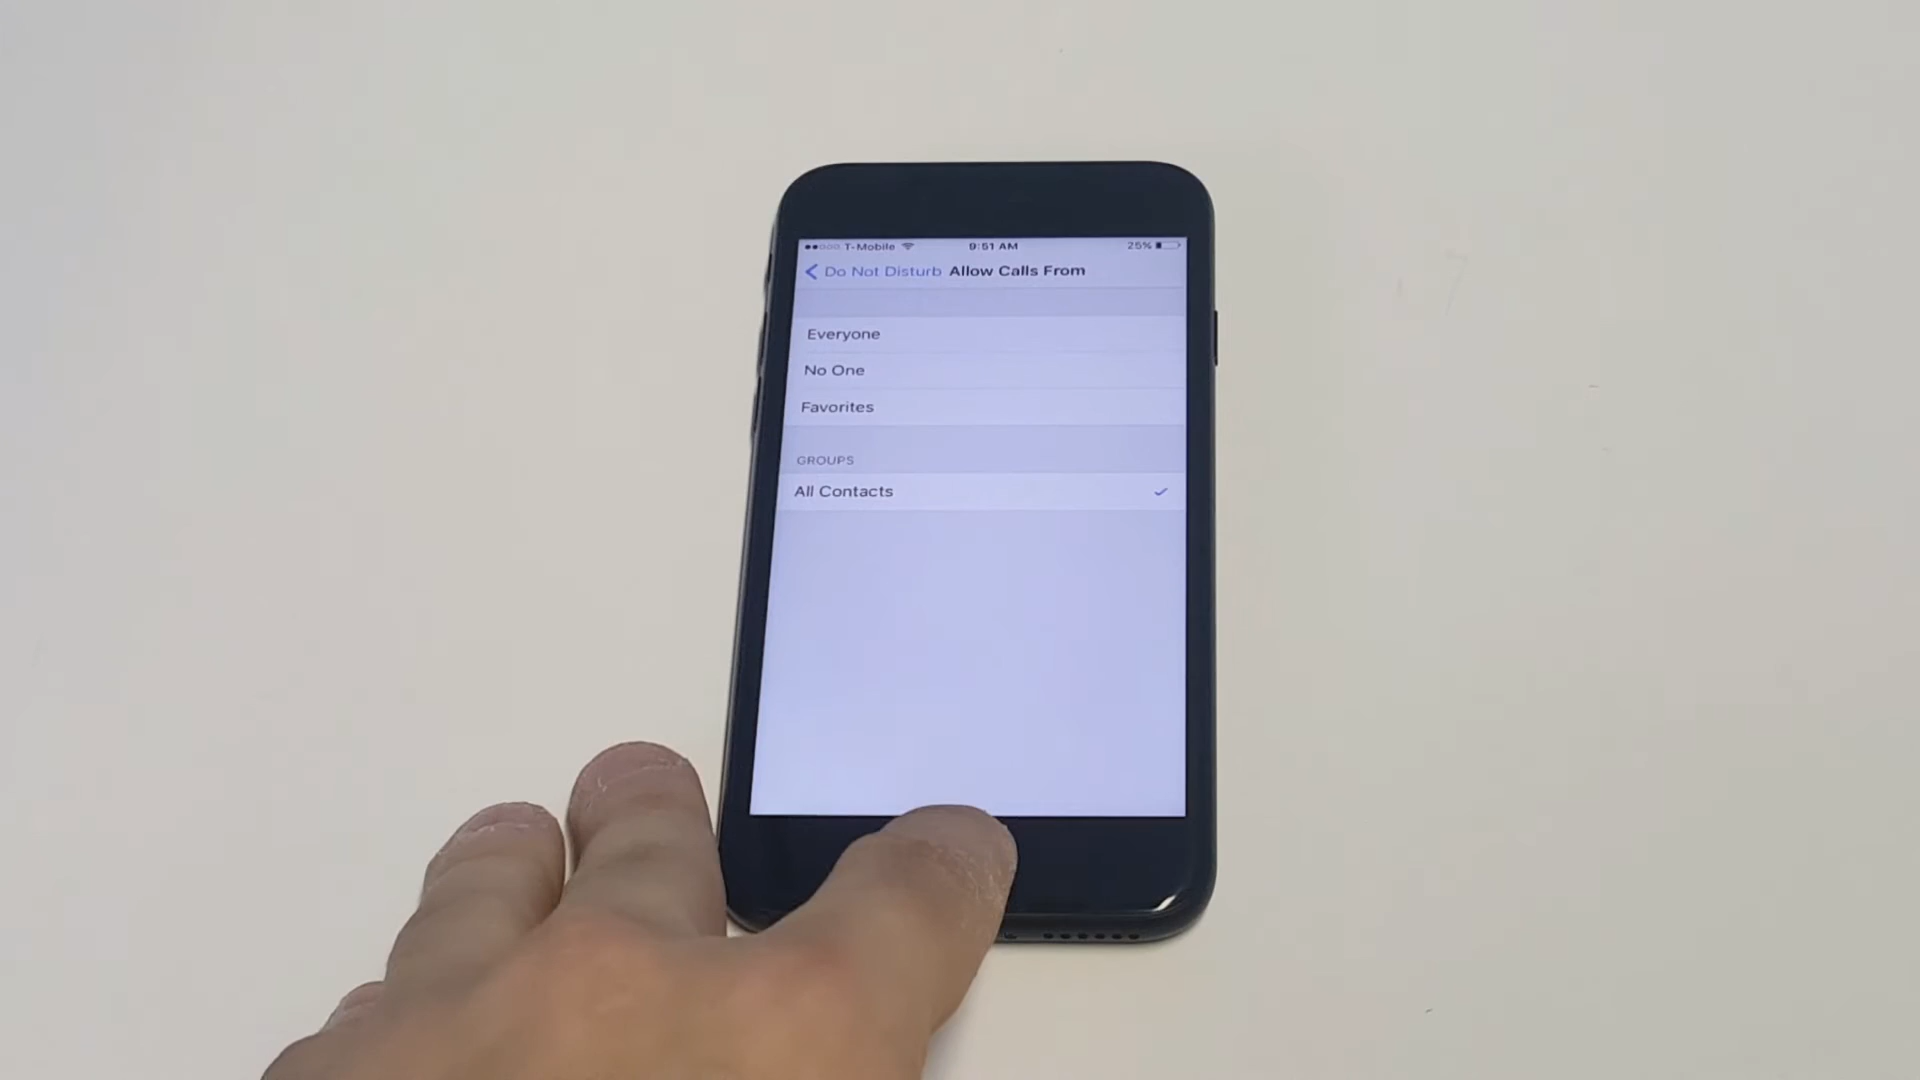 T-Mobile 9:51 AM 25%
Do Not Disturb Allow Calls From
Everyone
No One
Favorites
GROUPS
All Contacts